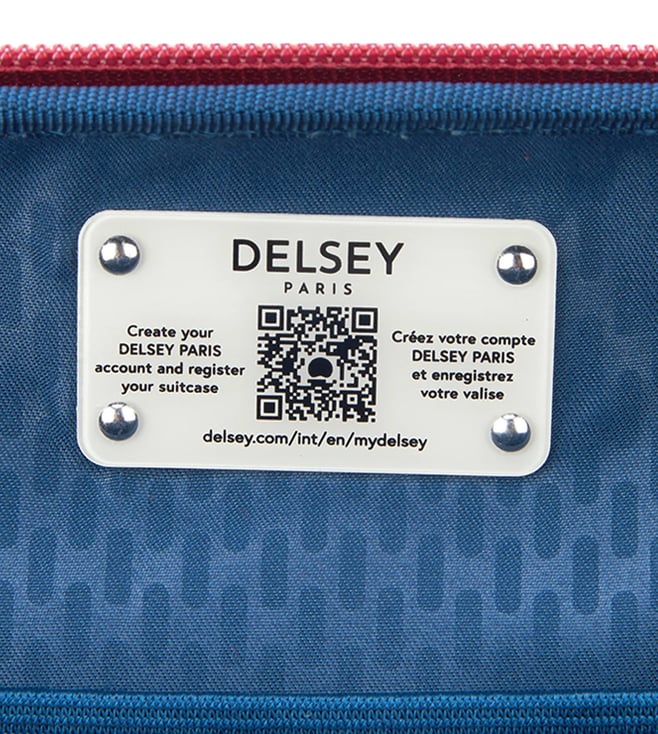 DELSEY
PARIS
Create your
DELSEY PARIS
account and register
your suitcase
Créez votre compte
DELSEY PARIS
et enregistrez
votre valise
delsey.com/int/en/mydelsey